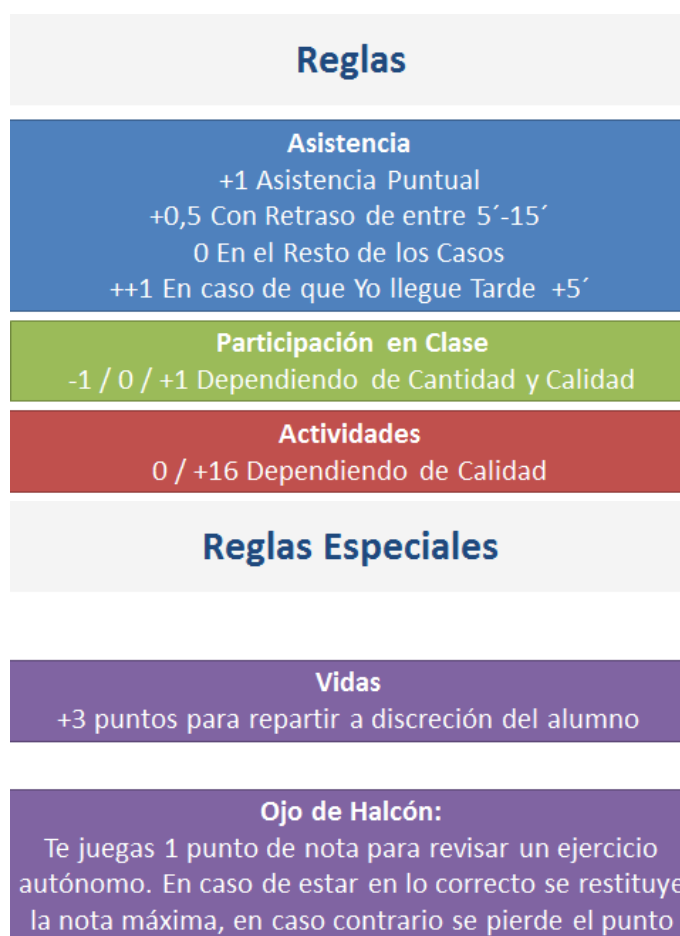 Reglas
Asistencia
+1 Asistencia Puntual
+0,5 Con Retraso de entre 5´-15´
0 En el Resto de los Casos
++1 En caso de que Yo llegue Tarde +5´
Participación en Clase
-1 / 0 / +1 Dependiendo de Cantidad y Calidad
Actividades
0 / +16 Dependiendo de Calidad
Reglas Especiales
Vidas
+3 puntos para repartir a discreción del alumno
Ojo de Halcón:
Te juegas 1 punto de nota para revisar un ejercicio
autónomo. En caso de estar en lo correcto se restituye
la nota máxima, en caso contrario se pierde el punto